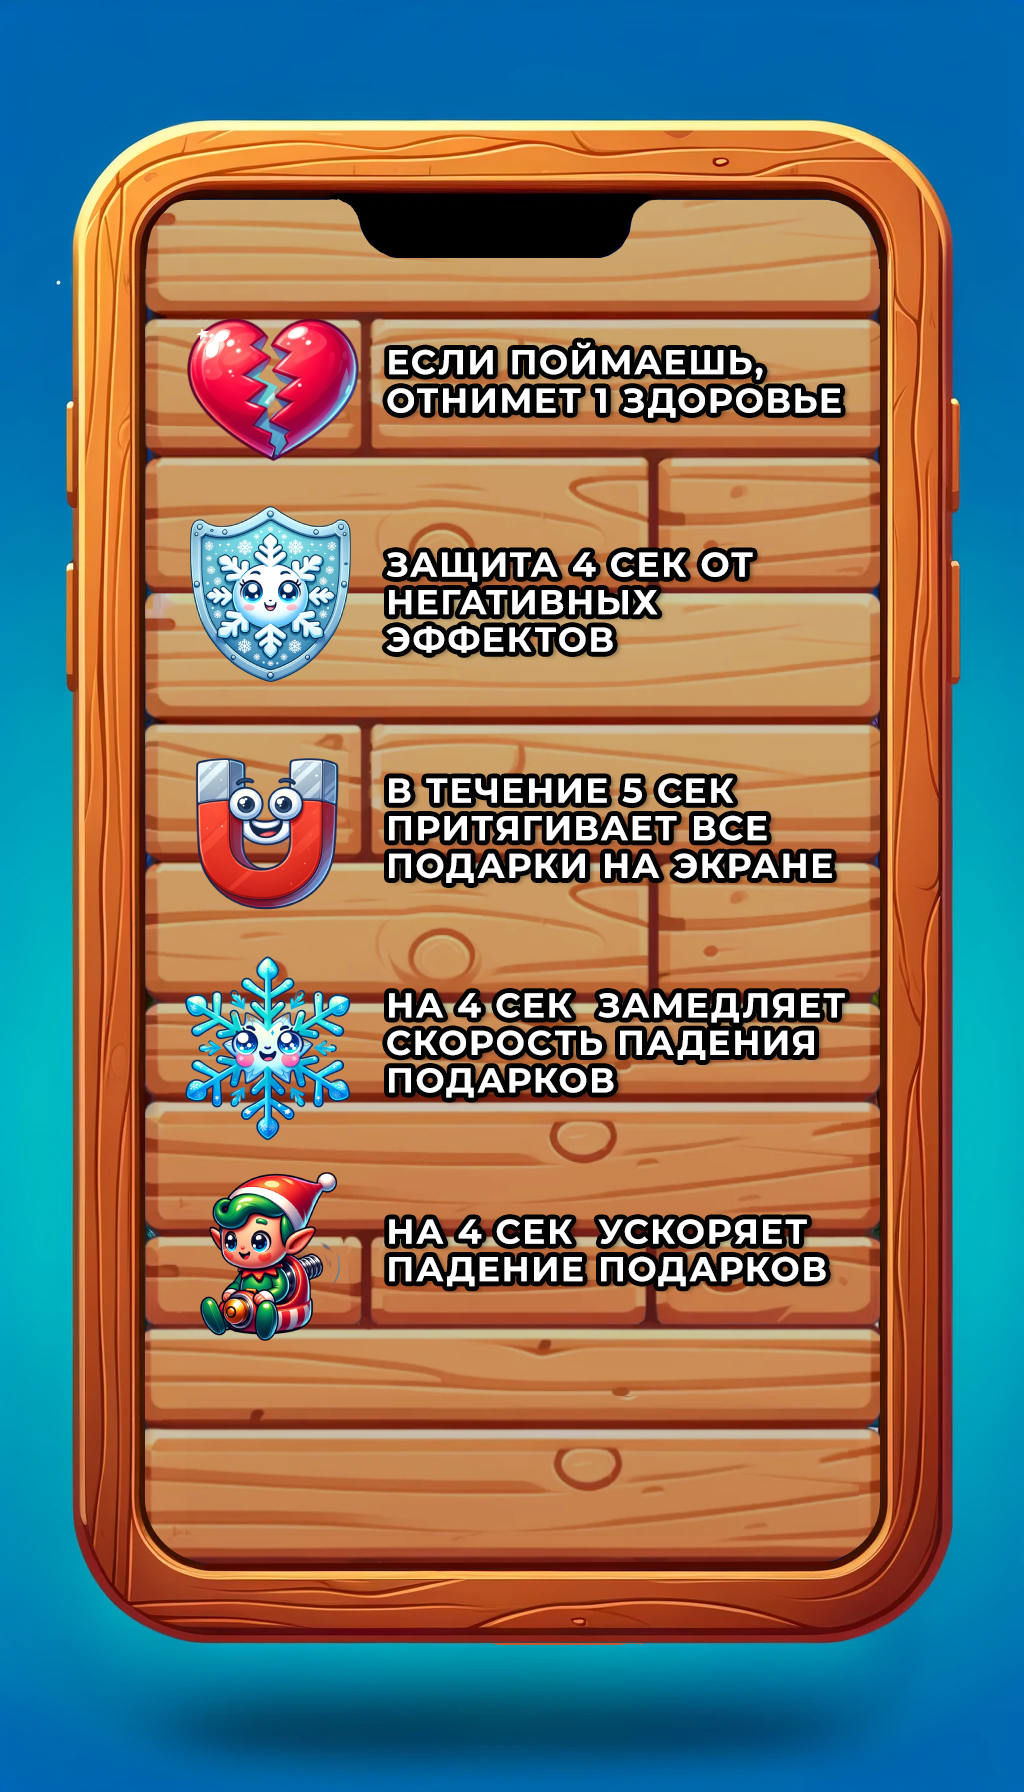 ЕСЛИ ПОЙМАЕШЬ,
ОТНИМЕТ 1 ЗДОРОВЬЕ
ЗАЩИТА 4 СЕК ОТ
НЕГАТИВНЫХ
ЭФФЕКТОВ
В ТЕЧЕНИЕ 5 СЕК
ПРИТЯГИВАЕТ ВСЕ
ПОДАРКИ НА ЭКРАНЕ
НА 4 СЕК  ЗАМЕДЛЯЕТ
СКОРОСТЬ ПАДЕНИЯ
ПОДАРКОВ
НА 4 СЕК  УСКОРЯЕТ
ПАДЕНИЕ ПОДАРКОВ